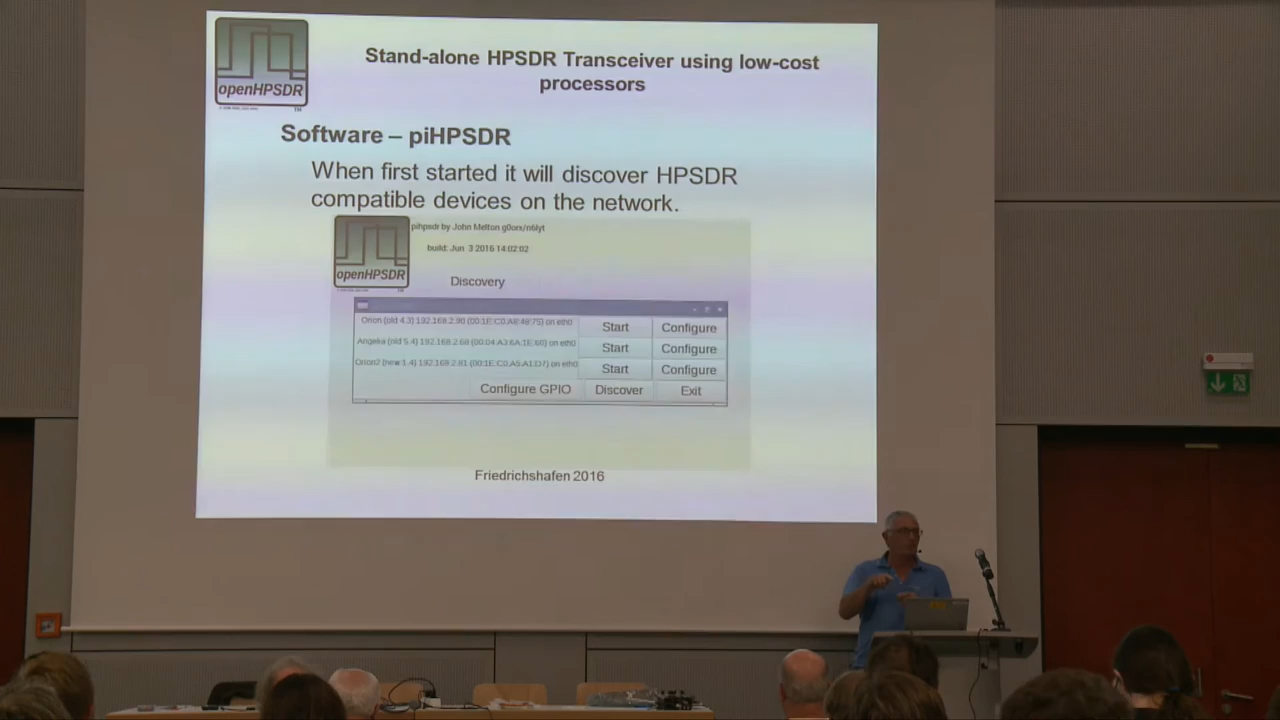 openHPSDR
TM
Stand-alone HPSDR Transceiver using low-cost
processors
Software – piHPSDR
When first started it will discover HPSDR
compatible devices on the network.
openHPSDR
pihpsdr by John Melton g0orx/n6lyt
build: Jun 3 2016 14:02:02
Discovery
Orion (old 4.3) 192.168.2.90 (00:1E:C0:A8:48:75) on eth0 Start Configure
Angelia (old 5.4) 192.168.2.68 (00:04:A3:6A:1E:60) on eth0 Start Configure
Orion2 (new 1.4) 192.168.2.81 (00:1E:C0:A5:A1:D7) on eth0 Start Configure
Configure GPIO Discover Exit
Friedrichshafen 2016